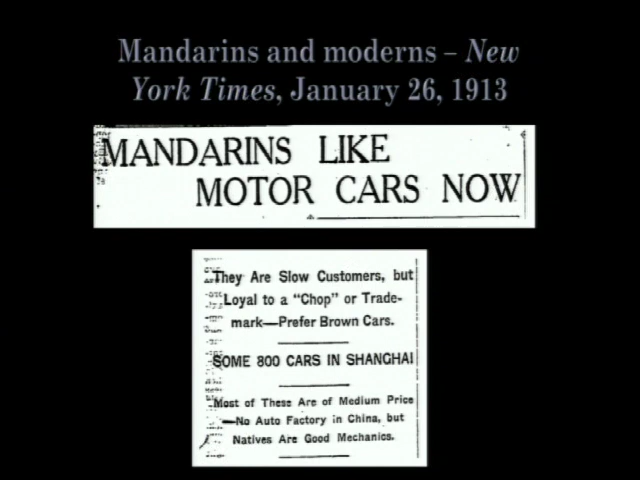 Mandarins and moderns – New
York Times, January 26, 1913
MANDARINS LIKE
MOTOR CARS NOW
They Are Slow Customers, but
Loyal to a “Chop” or Trade-
mark—Prefer Brown Cars.
SOME 800 CARS IN SHANGHAI
Most of These Are of Medium Price
—No Auto Factory in China, but
Natives Are Good Mechanics.